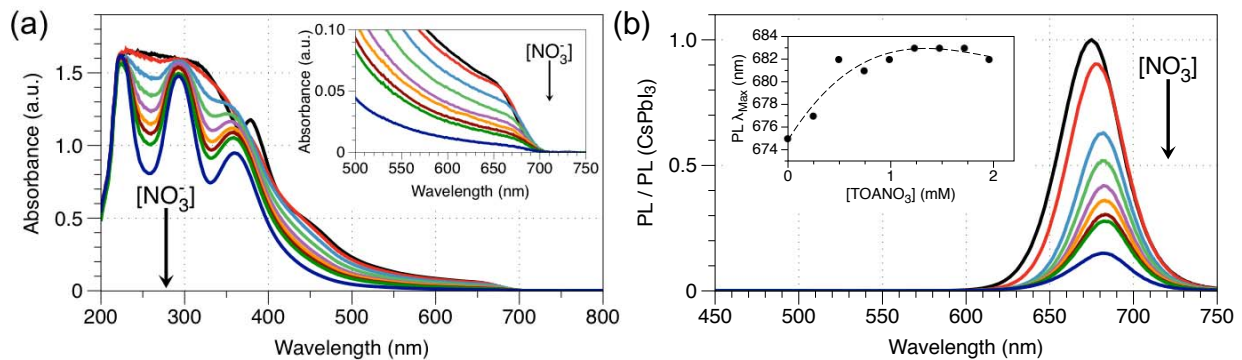 (a)
Absorbance (a.u.)
1.5
1.0
0.5
0
200 300 400 500 600 700 800
Wavelength (nm)
[NO₃⁻]
Absorbance (a.u.)
0.10
0.05
0
500 550 600 650 700 750
Wavelength (nm)
[NO₃⁻]
(b)
PL / PL (CsPbI₃)
1.0
0.5
0
450 500 550 600 650 700 750
Wavelength (nm)
[NO₃⁻]
PL λMax (nm)
684
682
680
678
676
674
0 1 2
[TOANO₃] (mM)